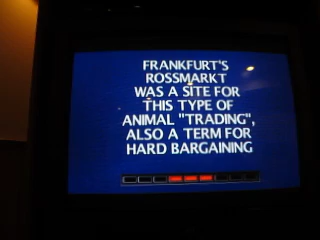 FRANKFURT'S
ROSSMARKT
WAS A SITE FOR
THIS TYPE OF
ANIMAL "TRADING",
ALSO A TERM FOR
HARD BARGAINING